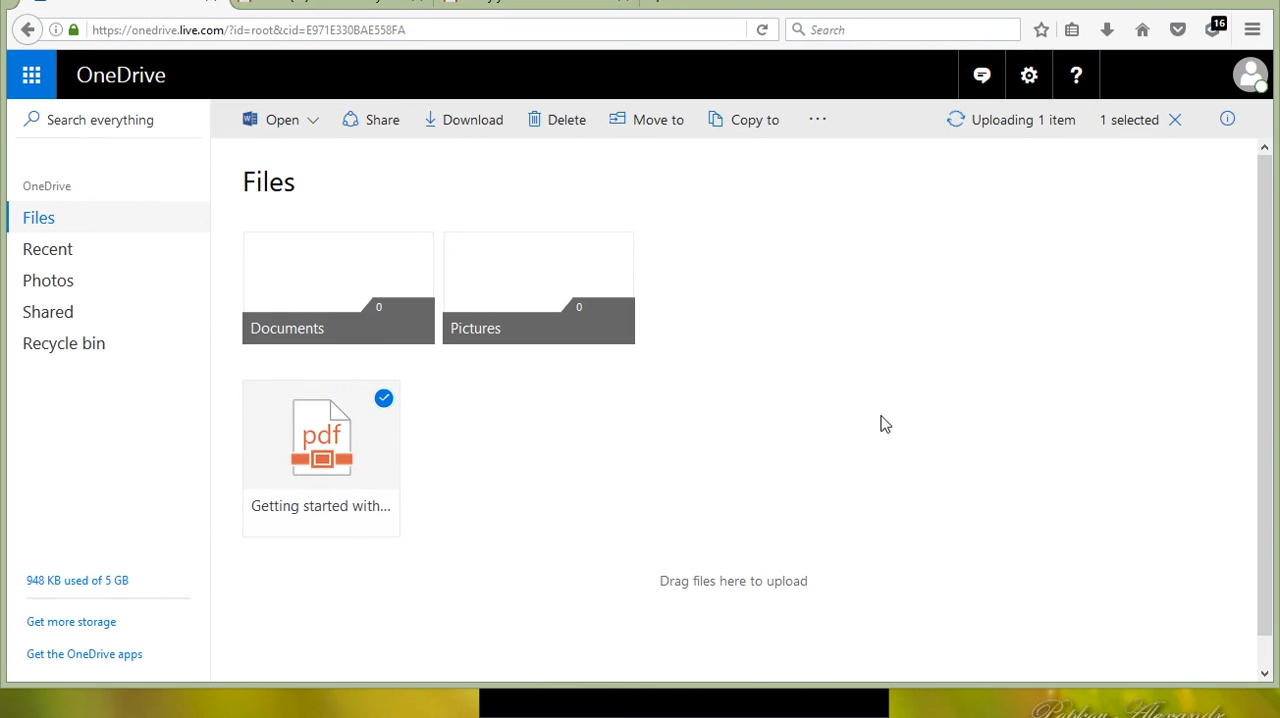 https://onedrive.live.com/?id=root&cid=E971E330BAE558FA
Search
16
OneDrive
Search everything
Open
Share
Download
Delete
Move to
Copy to
Uploading 1 item
1 selected
OneDrive
Files
Recent
Photos
Shared
Recycle bin
948 KB used of 5 GB
Get more storage
Get the OneDrive apps
Files
0
Documents
0
Pictures
pdf
Getting started with...
Drag files here to upload